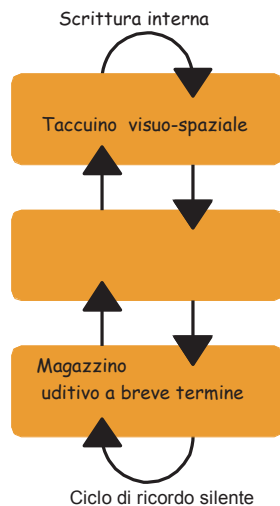 Scrittura interna
Taccuino visuo-spaziale
Magazzino
uditivo a breve termine
Ciclo di ricordo silente